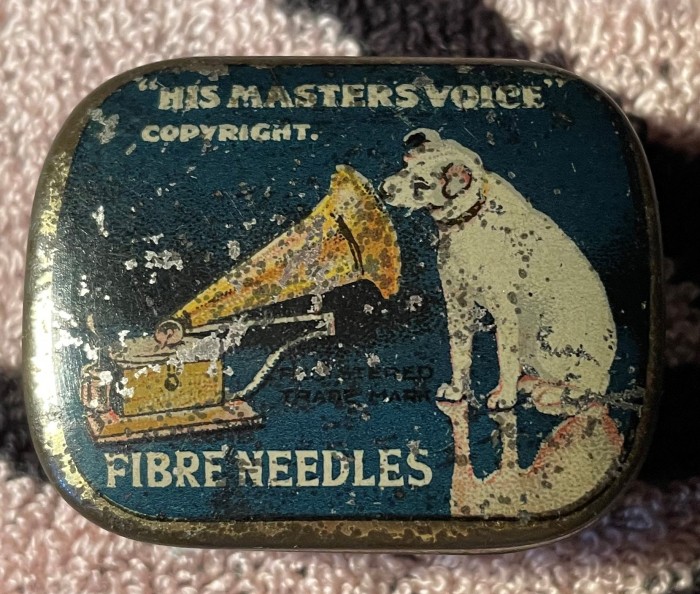 "HIS MASTERS VOICE"
COPYRIGHT.
REGISTERED
TRADE MARK
FIBRE NEEDLES